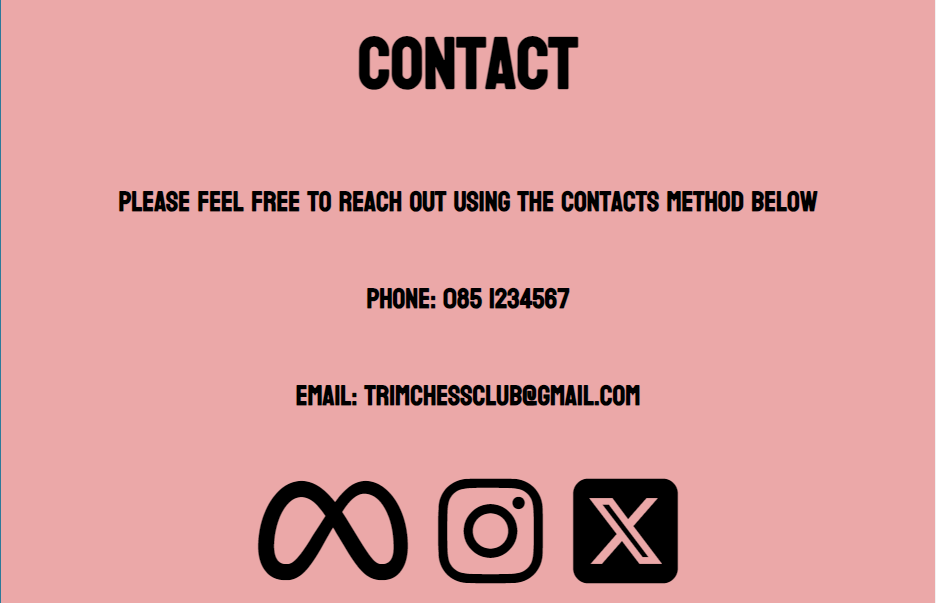 CONTACT
PLEASE FEEL FREE TO REACH OUT USING THE CONTACTS METHOD BELOW
PHONE: 085 1234567
EMAIL: TRIMCHESSCLUB@GMAIL.COM